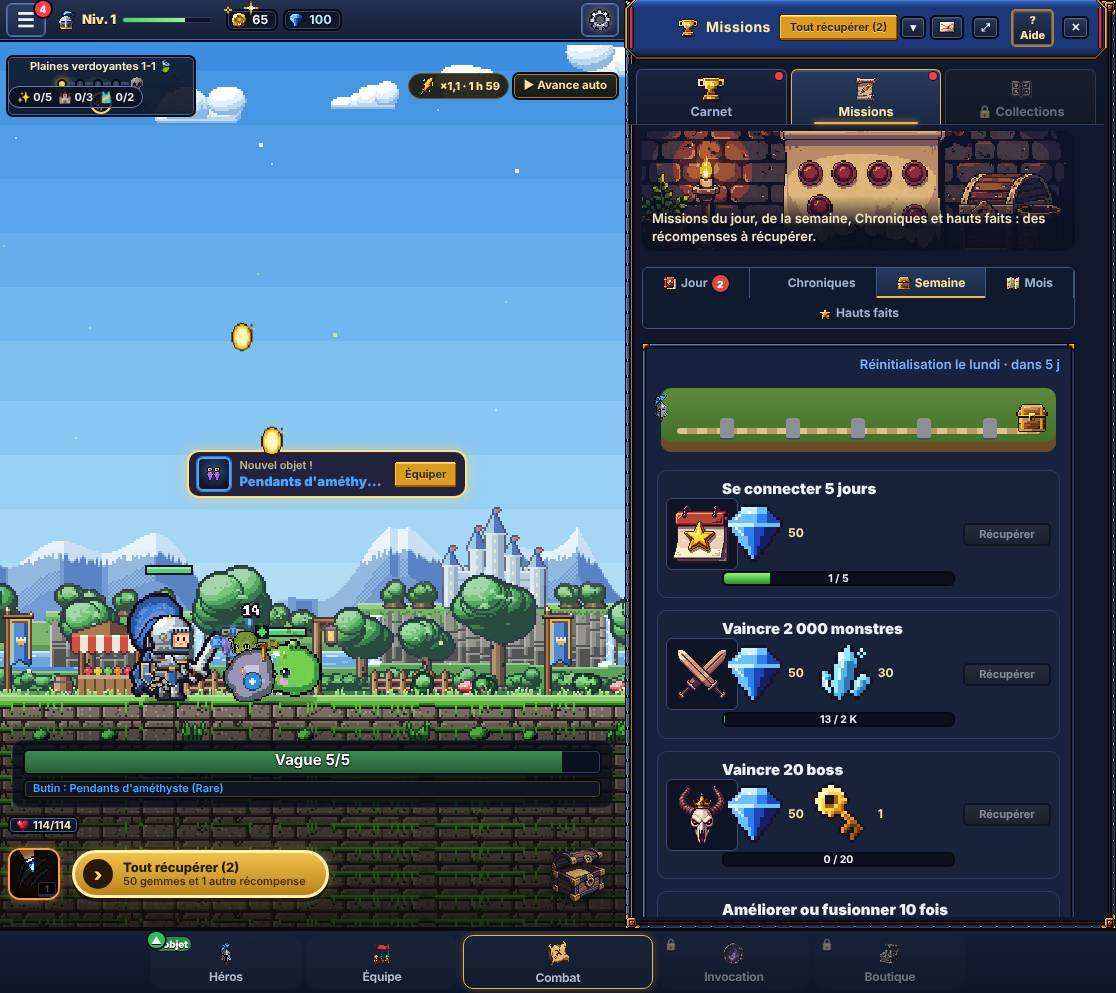 4
Niv. 1
65
100
Plaines verdoyantes 1-1
0/5 0/3 0/2
×1,1 · 1 h 59
Avance auto
Nouvel objet !
Pendants d'améthy...
Équiper
14
Vague 5/5
Butin : Pendants d'améthyste (Rare)
114/114
1
Tout récupérer (2)
50 gemmes et 1 autre récompense
Missions
Tout récupérer (2)
?
Aide
Carnet
Missions
Collections
Missions du jour, de la semaine, Chroniques et hauts faits : des
récompenses à récupérer.
Jour 2
Chroniques
Semaine
Mois
Hauts faits
Réinitialisation le lundi · dans 5 j
Se connecter 5 jours
50
Récupérer
1 / 5
Vaincre 2 000 monstres
50
30
Récupérer
13 / 2 K
Vaincre 20 boss
50
1
Récupérer
0 / 20
Améliorer ou fusionner 10 fois
objet
Héros
Équipe
Combat
Invocation
Boutique